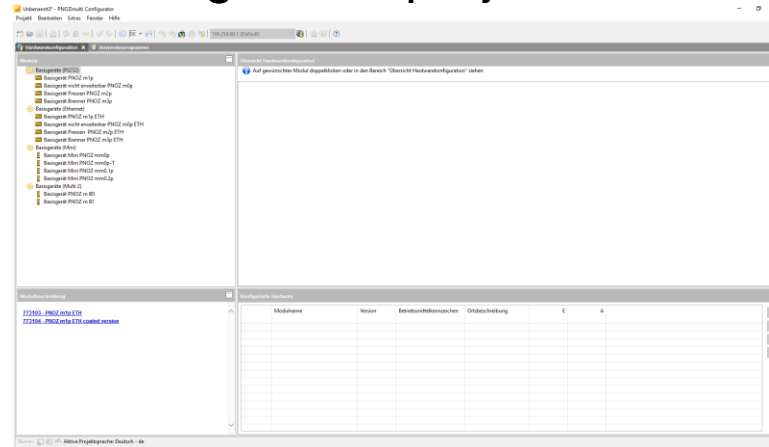 Unbenannt3* - PNOZmulti Configurator
Projekt Bearbeiten Extras Fenster Hilfe
(Default)
Hardwarekonfiguration X Anwenderprogramme
Module
Übersicht Hardwarekonfiguration
Auf gewünschtes Modul doppelklicken oder in den Bereich "Übersicht Hardwarekonfiguration" ziehen
Basisgeräte (RS232)
Basisgerät PNOZ m1p
Basisgerät nicht erweiterbar PNOZ m0p
Basisgerät Pressen PNOZ m2p
Basisgerät Brenner PNOZ m3p
Basisgeräte (Ethernet)
Basisgerät PNOZ m1p ETH
Basisgerät nicht erweiterbar PNOZ m0p ETH
Basisgerät Pressen PNOZ m2p ETH
Basisgerät Brenner PNOZ m3p ETH
Basisgeräte (Mini)
Basisgerät Mini PNOZ mm0p
Basisgerät Mini PNOZ mm0p-T
Basisgerät Mini PNOZ mm0.1p
Basisgerät Mini PNOZ mm0.2p
Basisgeräte (Multi 2)
Basisgerät PNOZ m B0
Basisgerät PNOZ m B1
Modulbeschreibung
773103 - PNOZ m1p ETH
773104 - PNOZ m1p ETH coated version
Konfigurierte Hardware
Modulname Version Betriebsmittelkennzeichen Ortsbeschreibung E A
Aktive Projektsprache: Deutsch - de